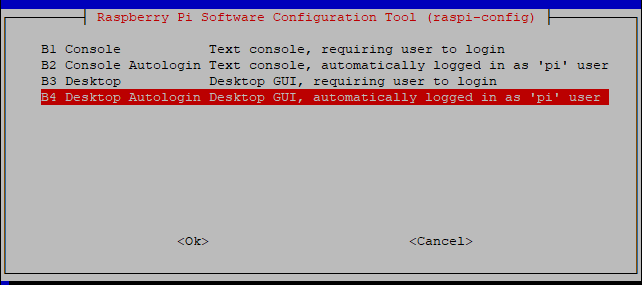 Raspberry Pi Software Configuration Tool (raspi-config)
B1 Console Text console, requiring user to login
B2 Console Autologin Text console, automatically logged in as 'pi' user
B3 Desktop Desktop GUI, requiring user to login
B4 Desktop Autologin Desktop GUI, automatically logged in as 'pi' user
<Ok> <Cancel>